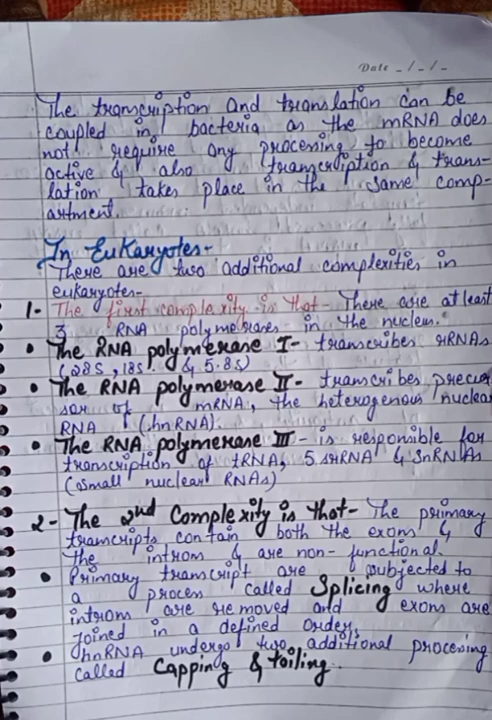 Date _/_/_
The transcription and translation can be
coupled in bacteria as the mRNA does
not require any processing to become
active & also transcription & trans-
lation takes place in the same comp-
artment.
In Eukaryotes-
There are two additional complexities in
eukaryotes-
1- The first complexity is that- There are at least
3 RNA polymerases in the nucleus.
• The RNA polymerase I- transcribes rRNAs
(28S, 18S & 5.8S)
• The RNA polymerase II- transcribes precur
sor of mRNA, the heterogenous nuclear
RNA (hnRNA).
• The RNA polymerase III- is responsible for
transcription of tRNA, 5 srRNA & SnRNAs
(small nuclear RNAs)
2- The 2nd Complexity is that- The primary
transcripts contain both the exons &
the introns & are non-functional.
• Primary transcript are subjected to
a process called Splicing where
introns are removed and exons are
joined in a defined order.
• hnRNA undergo two additional processing
called Capping & tailing.